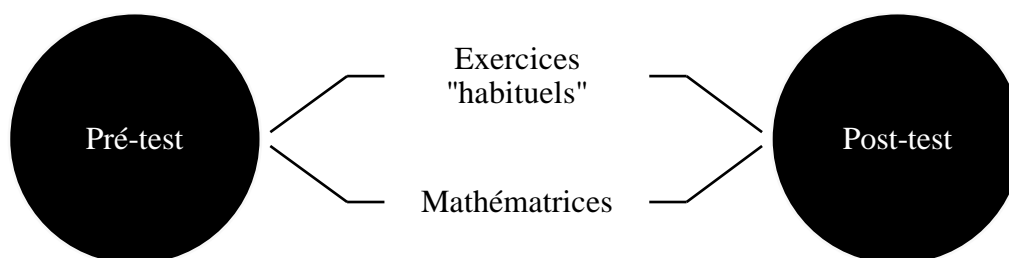 Pré-test
Exercices
"habituels"
Mathématrices
Post-test